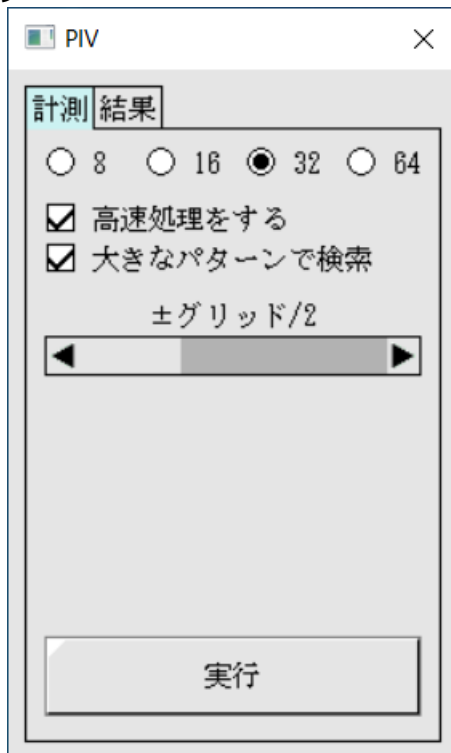 PIV
計測 結果
8 16 32 64
高速処理をする
大きなパターンで検索
±グリッド/2
実行